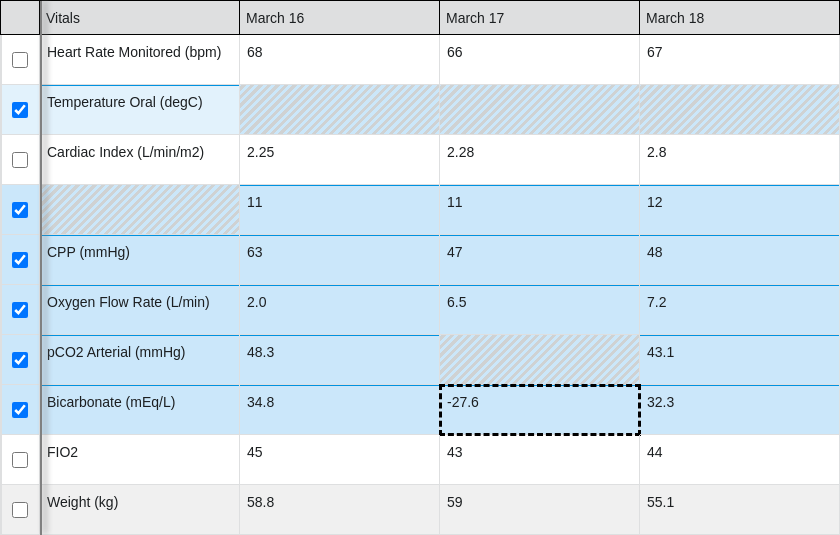 Vitals March 16 March 17 March 18
Heart Rate Monitored (bpm) 68 66 67
Temperature Oral (degC)
Cardiac Index (L/min/m2) 2.25 2.28 2.8
11 11 12
CPP (mmHg) 63 47 48
Oxygen Flow Rate (L/min) 2.0 6.5 7.2
pCO2 Arterial (mmHg) 48.3 43.1
Bicarbonate (mEq/L) 34.8 -27.6 32.3
FIO2 45 43 44
Weight (kg) 58.8 59 55.1